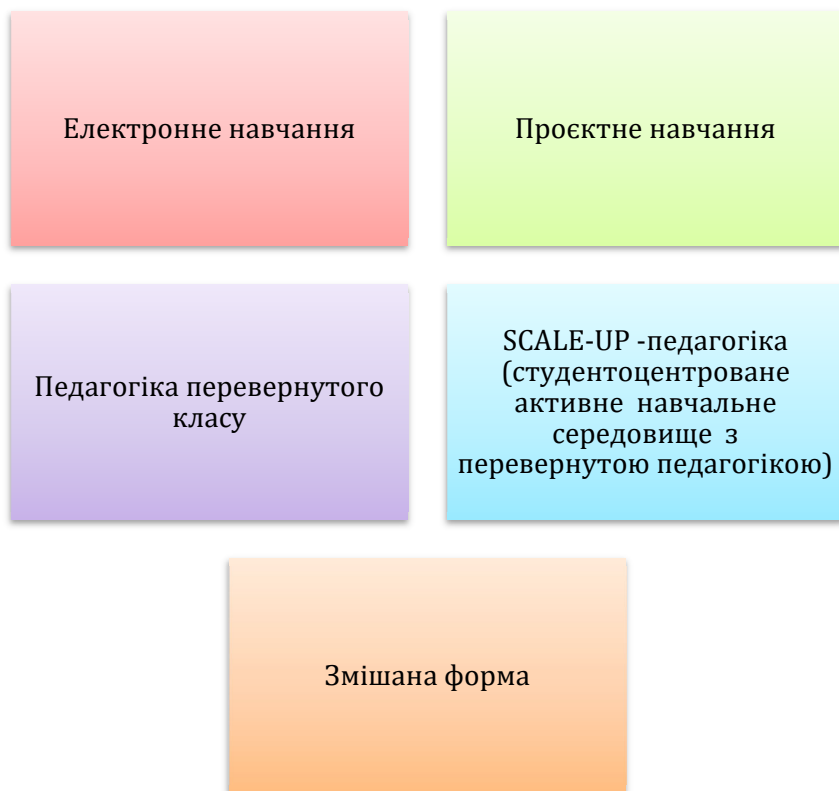 Електронне навчання
Проєктне навчання
Педагогіка перевернутого
класу
SCALE-UP -педагогіка
(студентоцентроване
активне навчальне
середовище з
перевернутою педагогікою)
Змішана форма